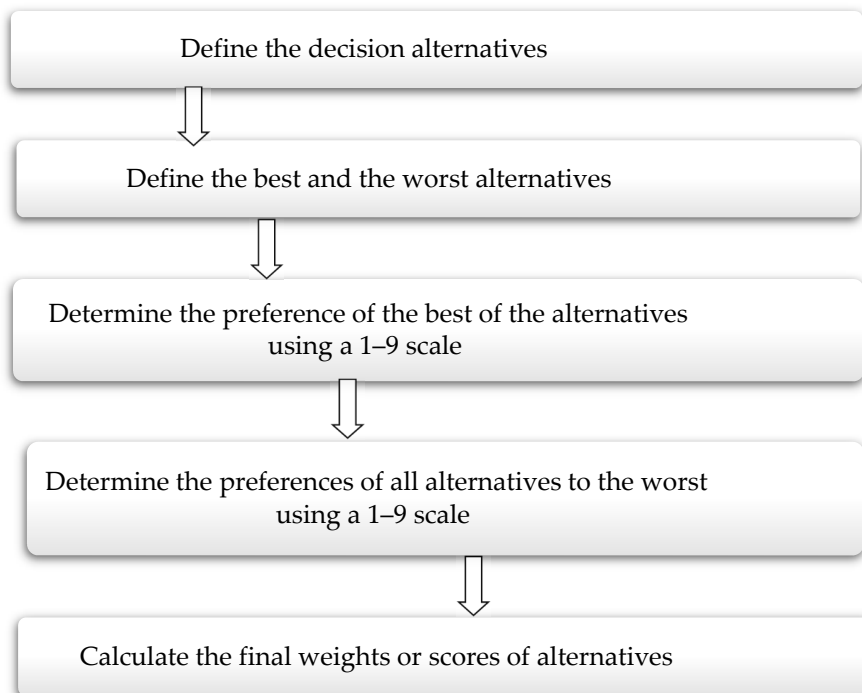 Define the decision alternatives
Define the best and the worst alternatives
Determine the preference of the best of the alternatives
using a 1–9 scale
Determine the preferences of all alternatives to the worst
using a 1–9 scale
Calculate the final weights or scores of alternatives